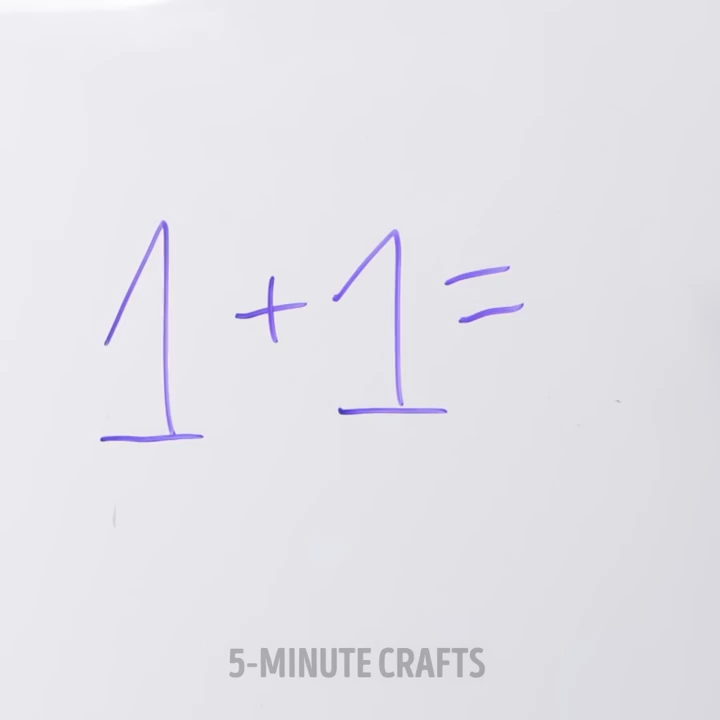 1 + 1 =
5-MINUTE CRAFTS